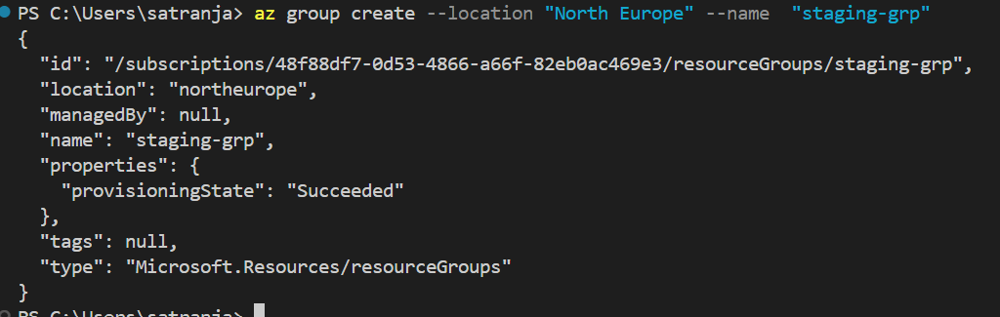 PS C:\Users\satranja> az group create --location "North Europe" --name  "staging-grp"
{
  "id": "/subscriptions/48f88df7-0d53-4866-a66f-82eb0ac469e3/resourceGroups/staging-grp",
  "location": "northeurope",
  "managedBy": null,
  "name": "staging-grp",
  "properties": {
    "provisioningState": "Succeeded"
  },
  "tags": null,
  "type": "Microsoft.Resources/resourceGroups"
}
PS C:\Users\satranja>